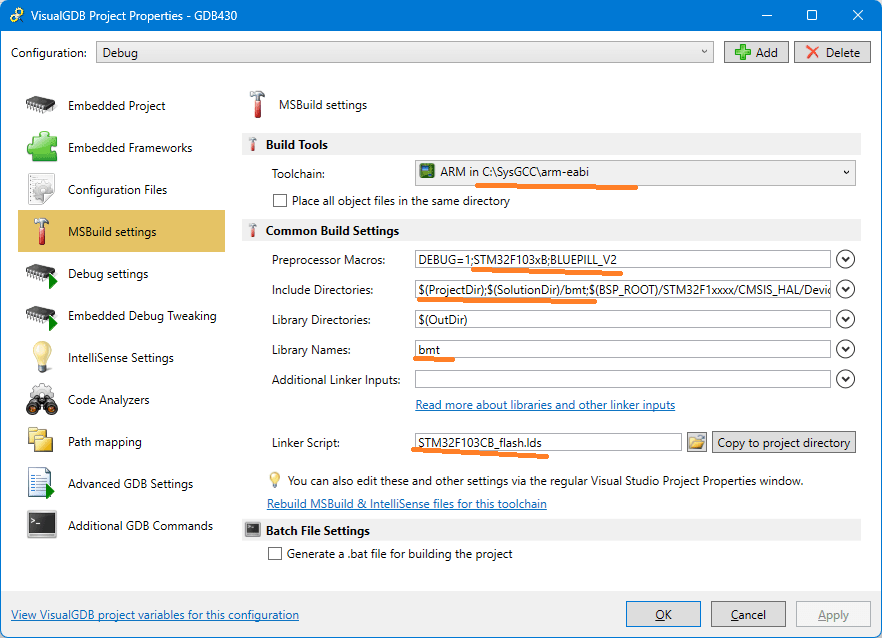 VisualGDB Project Properties - GDB430
Configuration: Debug Add Delete
Embedded Project
Embedded Frameworks
Configuration Files
MSBuild settings
Debug settings
Embedded Debug Tweaking
IntelliSense Settings
Code Analyzers
Path mapping
Advanced GDB Settings
Additional GDB Commands
MSBuild settings
Build Tools
Toolchain: ARM in C:\SysGCC\arm-eabi
Place all object files in the same directory
Common Build Settings
Preprocessor Macros: DEBUG=1;STM32F103xB;BLUEPILL_V2
Include Directories: $(ProjectDir);$(SolutionDir)/bmt;$(BSP_ROOT)/STM32F1xxxx/CMSIS_HAL/Devic
Library Directories: $(OutDir)
Library Names: bmt
Additional Linker Inputs:
Read more about libraries and other linker inputs
Linker Script: STM32F103CB_flash.lds Copy to project directory
You can also edit these and other settings via the regular Visual Studio Project Properties window.
Rebuild MSBuild & IntelliSense files for this toolchain
Batch File Settings
Generate a .bat file for building the project
View VisualGDB project variables for this configuration
OK Cancel Apply